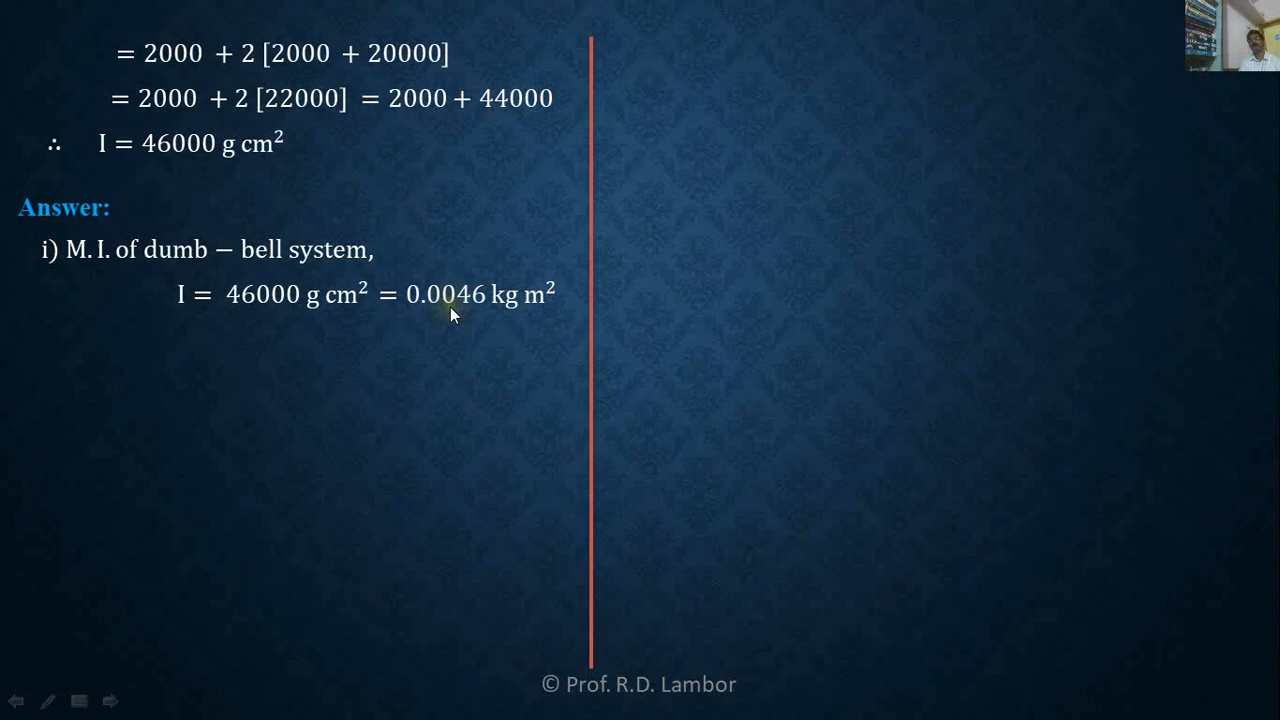 = 2000 + 2 [2000 + 20000]
= 2000 + 2 [22000] = 2000 + 44000
∴ I = 46000 g cm²
Answer:
i) M. I. of dumb − bell system,
I = 46000 g cm² = 0.0046 kg m²
© Prof. R.D. Lambor